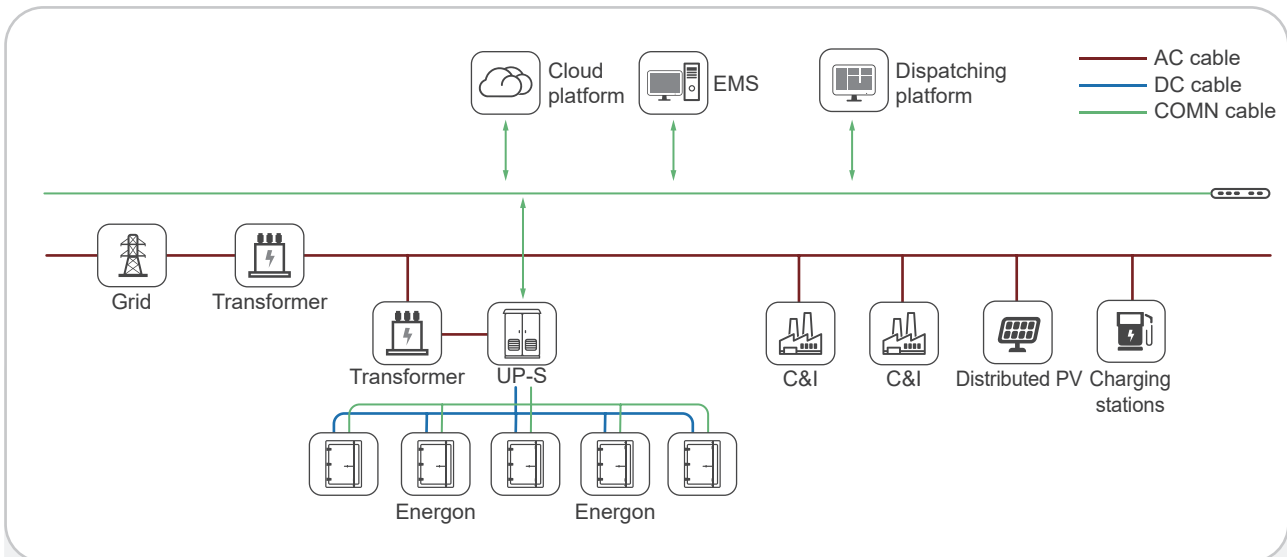 Cloud
platform
EMS
Dispatching
platform
AC cable
DC cable
COMN cable
Grid
Transformer
Transformer
UP-S
C&I
C&I
Distributed PV
Charging
stations
Energon
Energon